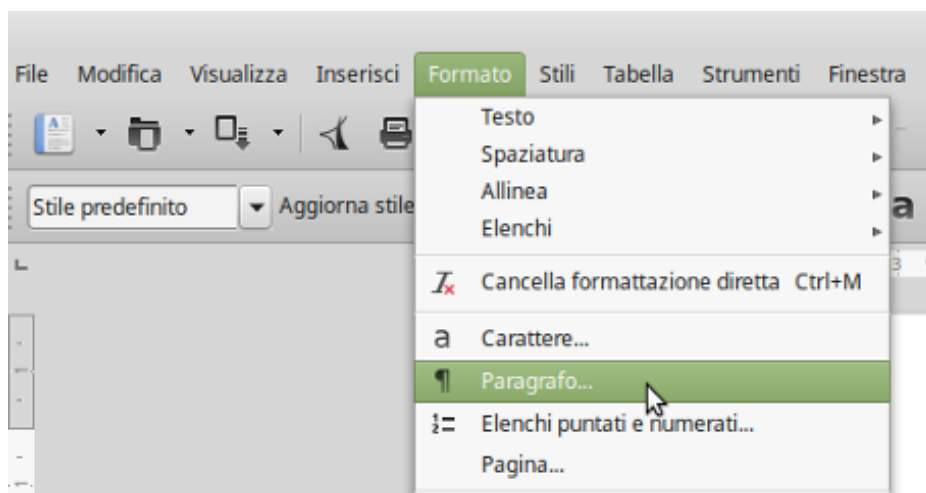 File Modifica Visualizza Inserisci Formato Stili Tabella Strumenti Finestra
Stile predefinito Aggiorna stile a
Testo
Spaziatura
Allinea
Elenchi
3
Cancella formattazione diretta Ctrl+M
a Carattere...
¶ Paragrafo...
Elenchi puntati e numerati...
Pagina...